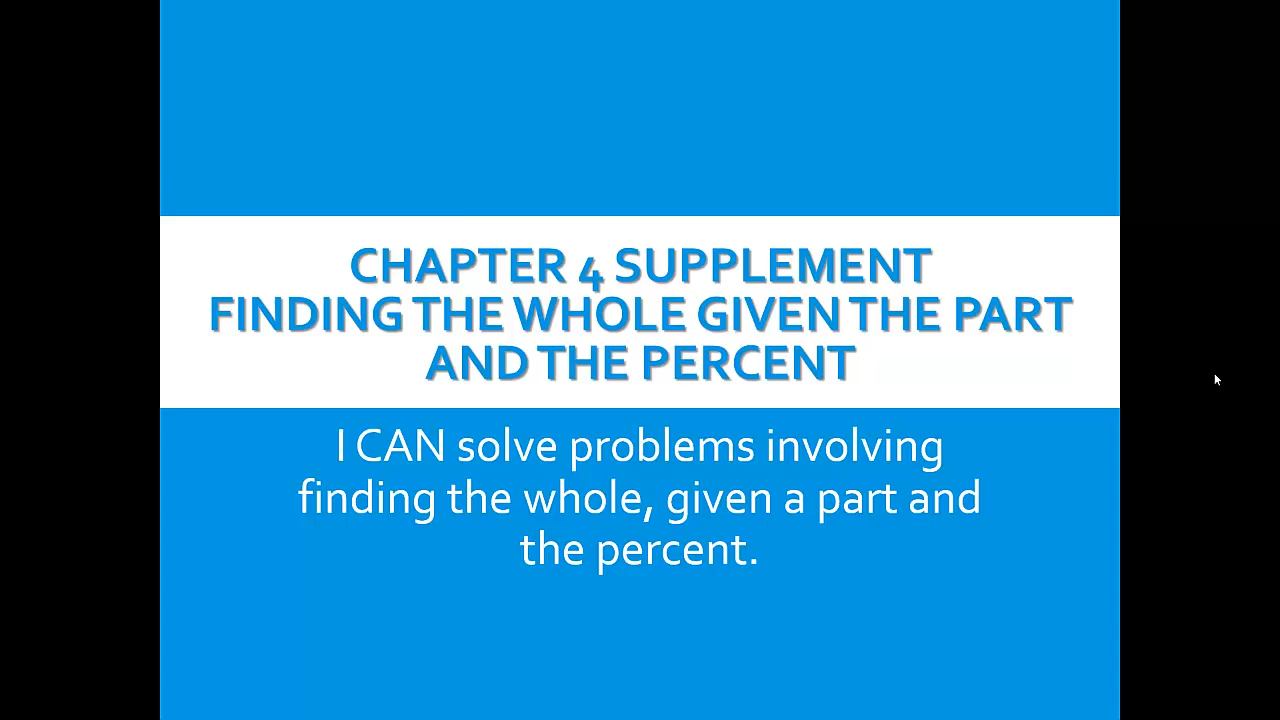 CHAPTER 4 SUPPLEMENT
FINDING THE WHOLE GIVEN THE PART
AND THE PERCENT
I CAN solve problems involving
finding the whole, given a part and
the percent.